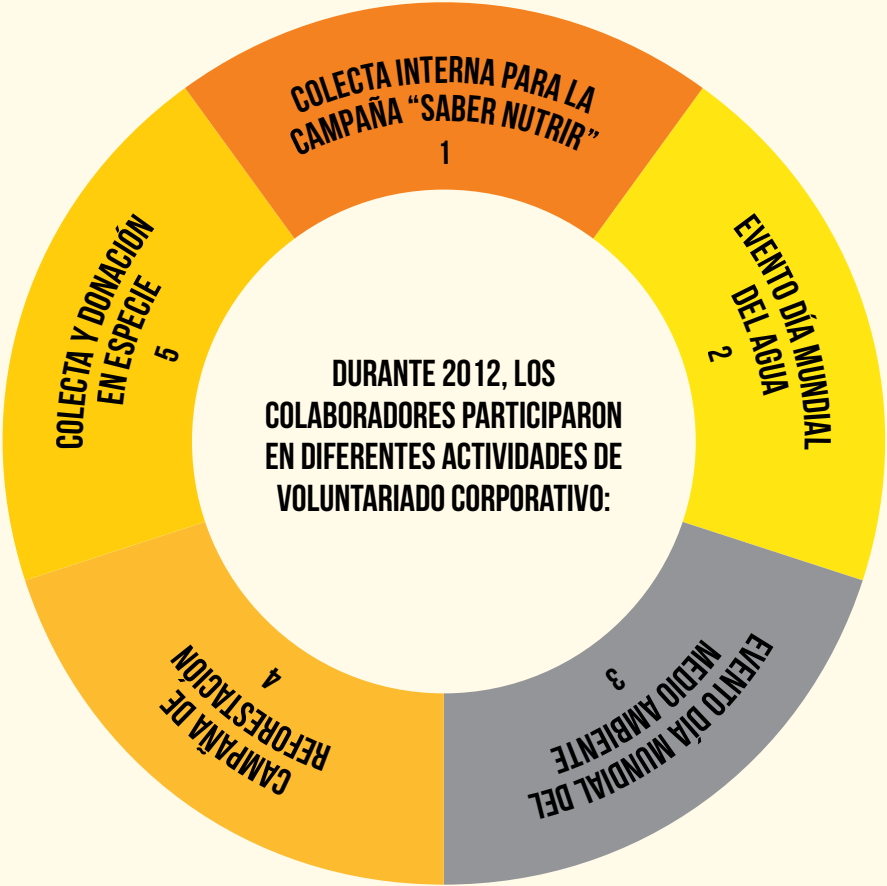 DURANTE 2012, LOS
COLABORADORES PARTICIPARON
EN DIFERENTES ACTIVIDADES DE
VOLUNTARIADO CORPORATIVO:
COLECTA INTERNA PARA LA
CAMPAÑA “SABER NUTRIR”
1
EVENTO DÍA MUNDIAL
DEL AGUA
2
EVENTO DÍA MUNDIAL DEL
MEDIO AMBIENTE
3
CAMPAÑA DE
REFORESTACIÓN
4
COLECTA Y DONACIÓN
EN ESPECIE
5